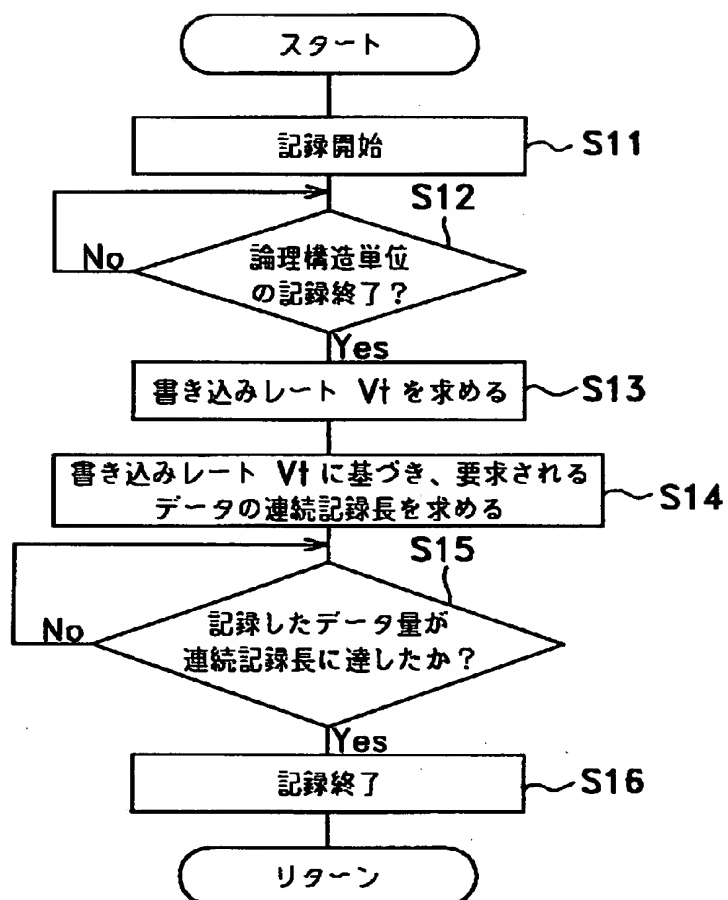 スタート
記録開始
S11
S12
論理構造単位
の記録終了？
No
Yes
書き込みレート Vt を求める
S13
書き込みレート Vt に基づき、要求される
データの連続記録長を求める
S14
S15
記録したデータ量が
連続記録長に達したか？
No
Yes
記録終了
S16
リターン